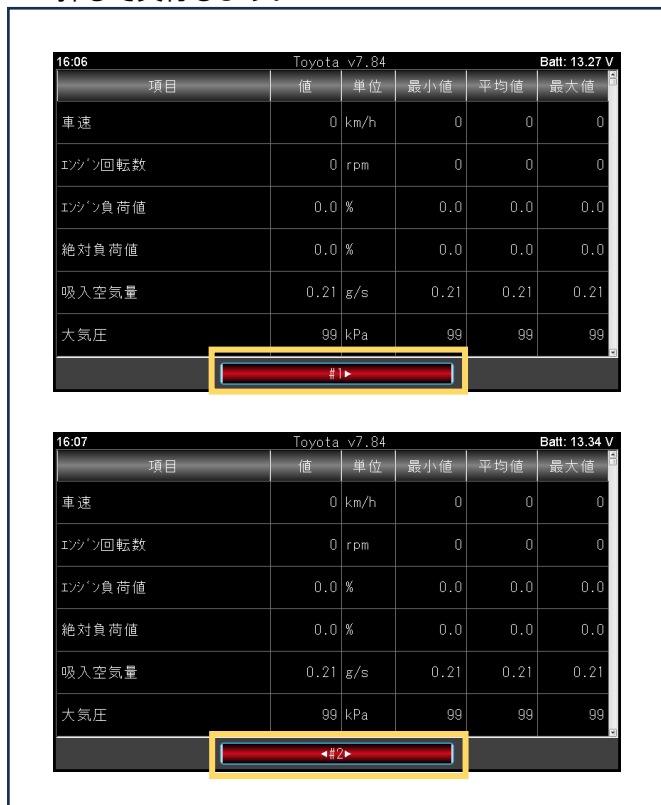 16:06 Toyota v7.84 Batt: 13.27 V
項目 値 単位 最小値 平均値 最大値
車速 0 km/h 0 0 0
ｴﾝｼﾞﾝ回転数 0 rpm 0 0 0
ｴﾝｼﾞﾝ負荷値 0.0 % 0.0 0.0 0.0
絶対負荷値 0.0 % 0.0 0.0 0.0
吸入空気量 0.21 g/s 0.21 0.21 0.21
大気圧 99 kPa 99 99 99
#1►
16:07 Toyota v7.84 Batt: 13.34 V
項目 値 単位 最小値 平均値 最大値
車速 0 km/h 0 0 0
ｴﾝｼﾞﾝ回転数 0 rpm 0 0 0
ｴﾝｼﾞﾝ負荷値 0.0 % 0.0 0.0 0.0
絶対負荷値 0.0 % 0.0 0.0 0.0
吸入空気量 0.21 g/s 0.21 0.21 0.21
大気圧 99 kPa 99 99 99
◄#2►